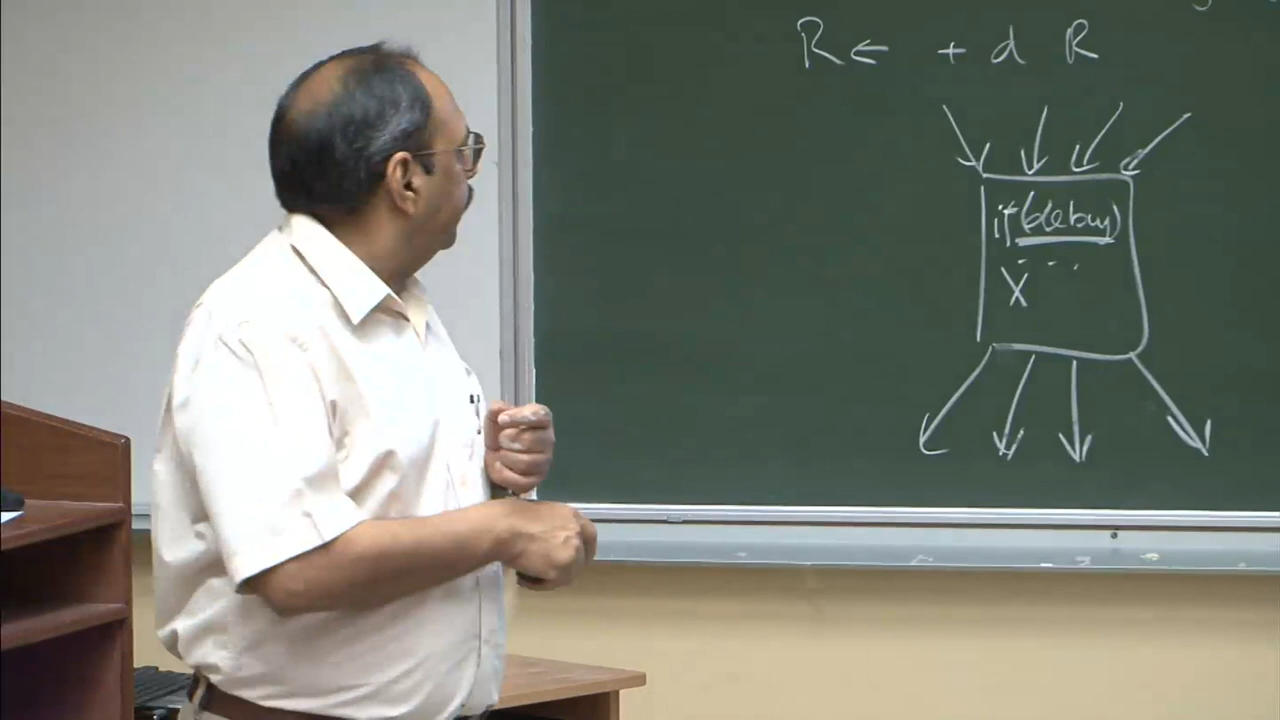 R ← + d R
if (debug)
...
X